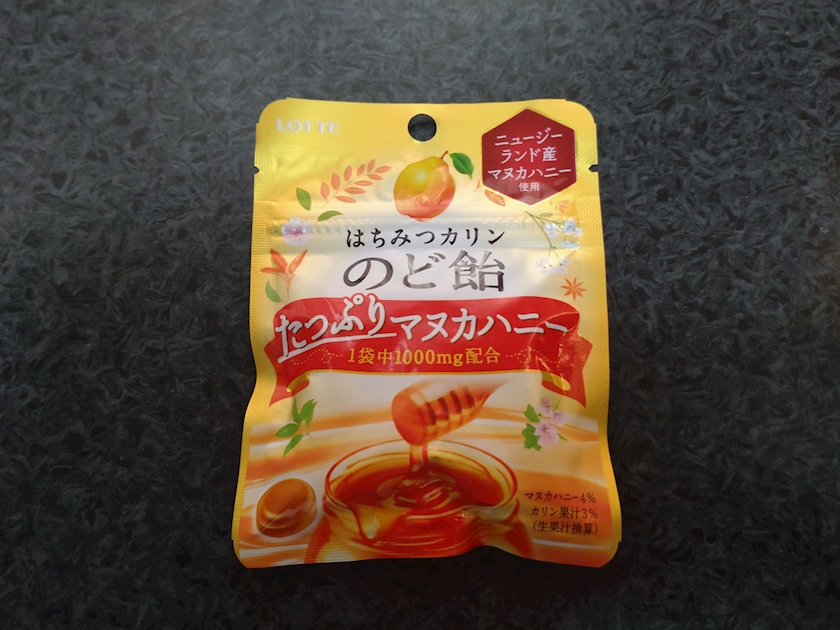 LOTTE
ニュージー
ランド産
マヌカハニー
使用
はちみつカリン
のど飴
たっぷりマヌカハニー
1袋中1000mg配合
マヌカハニー4%
カリン果汁3%
(生果汁換算)